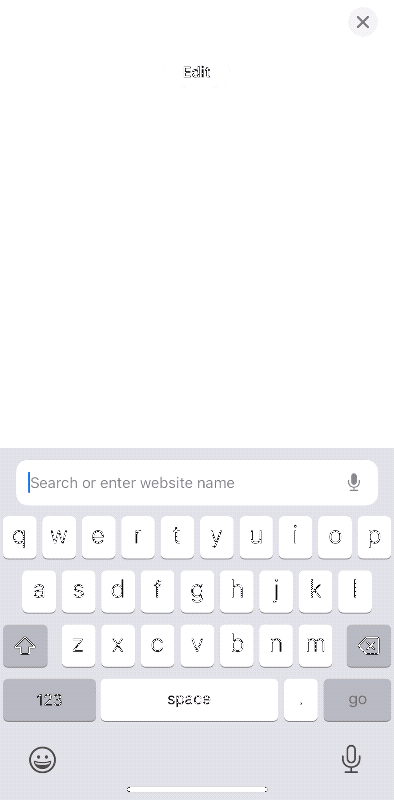 Edit
Search or enter website name
q w e r t y u i o p
a s d f g h j k l
z x c v b n m
123 space . go